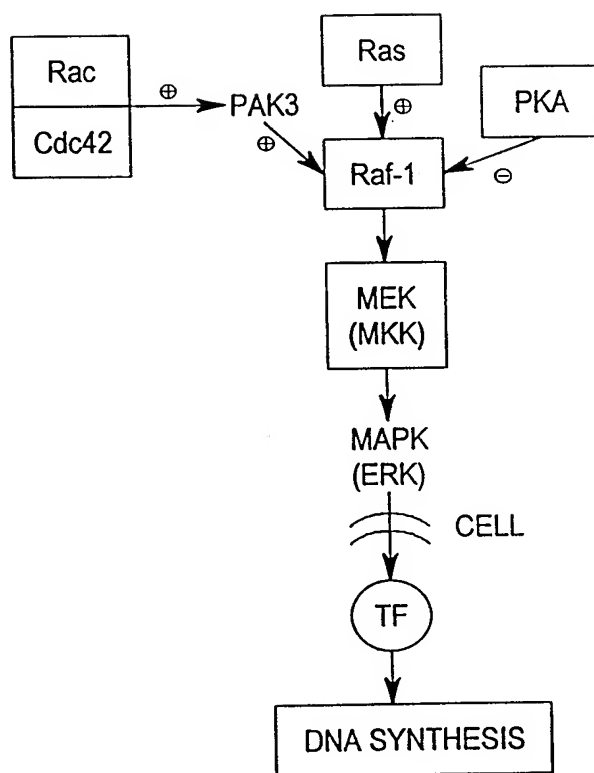 Rac
Cdc42
⊕
PAK3
⊕
Ras
⊕
PKA
⊖
Raf-1
MEK
(MKK)
MAPK
(ERK)
CELL
TF
DNA SYNTHESIS